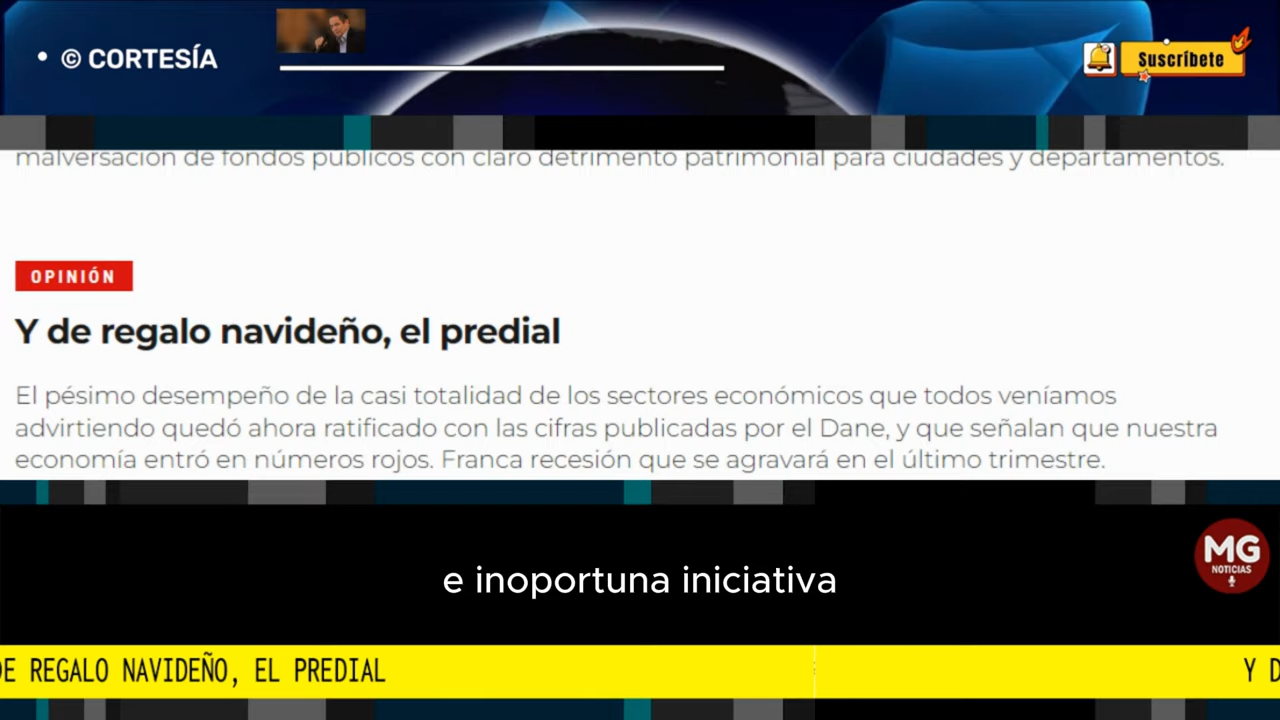 • © CORTESÍA
Suscríbete
malversación de fondos públicos con claro detrimento patrimonial para ciudades y departamentos.
OPINIÓN
Y de regalo navideño, el predial
El pésimo desempeño de la casi totalidad de los sectores económicos que todos veníamos
advirtiendo quedó ahora ratificado con las cifras publicadas por el Dane, y que señalan que nuestra
economía entró en números rojos. Franca recesión que se agravará en el último trimestre.
MG
NOTICIAS
e inoportuna iniciativa
DE REGALO NAVIDEÑO, EL PREDIAL
Y D